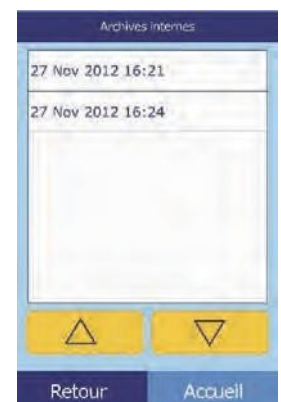 Archives internes
27 Nov 2012 16:21
27 Nov 2012 16:24
Retour Accueil